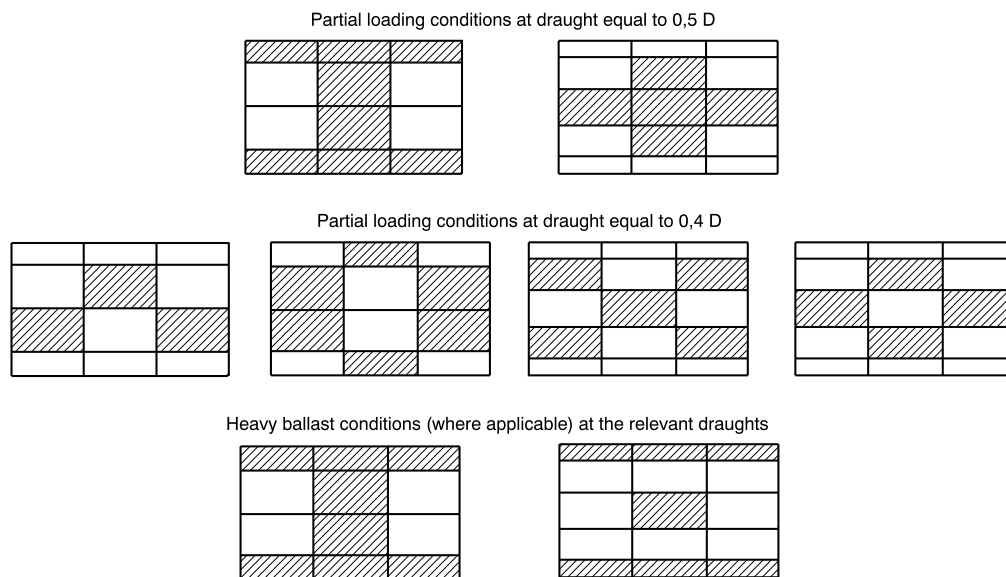 Partial loading conditions at draught equal to 0,5 D
Partial loading conditions at draught equal to 0,4 D
Heavy ballast conditions (where applicable) at the relevant draughts